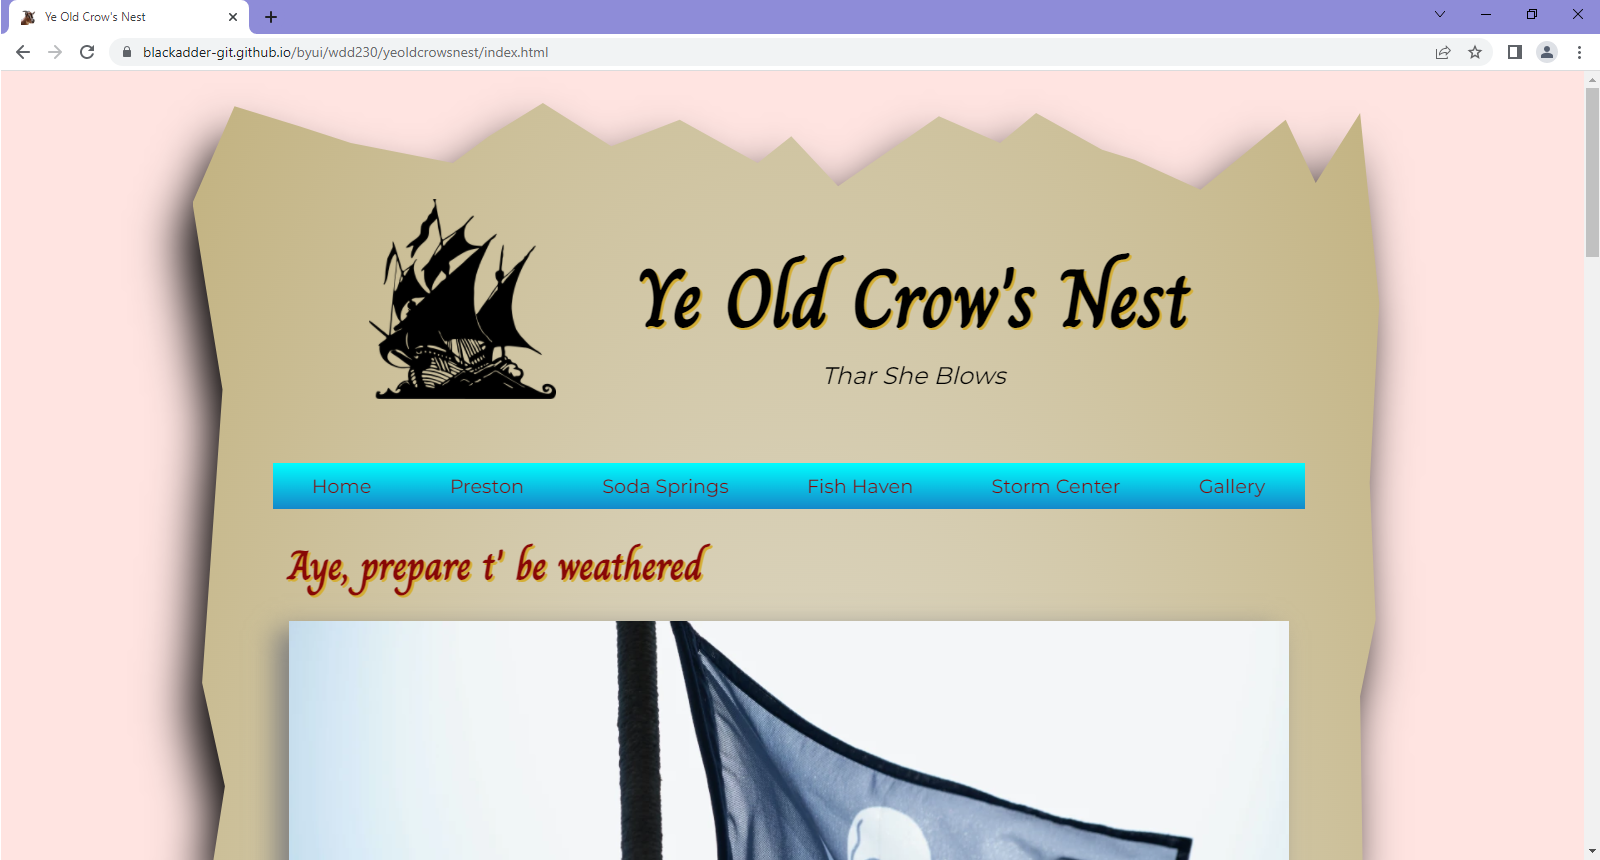 Ye Old Crow's Nest
blackadder-git.github.io/byui/wdd230/yeoldcrowsnest/index.html
Ye Old Crow's Nest
Thar She Blows
Home Preston Soda Springs Fish Haven Storm Center Gallery
Aye, prepare t' be weathered